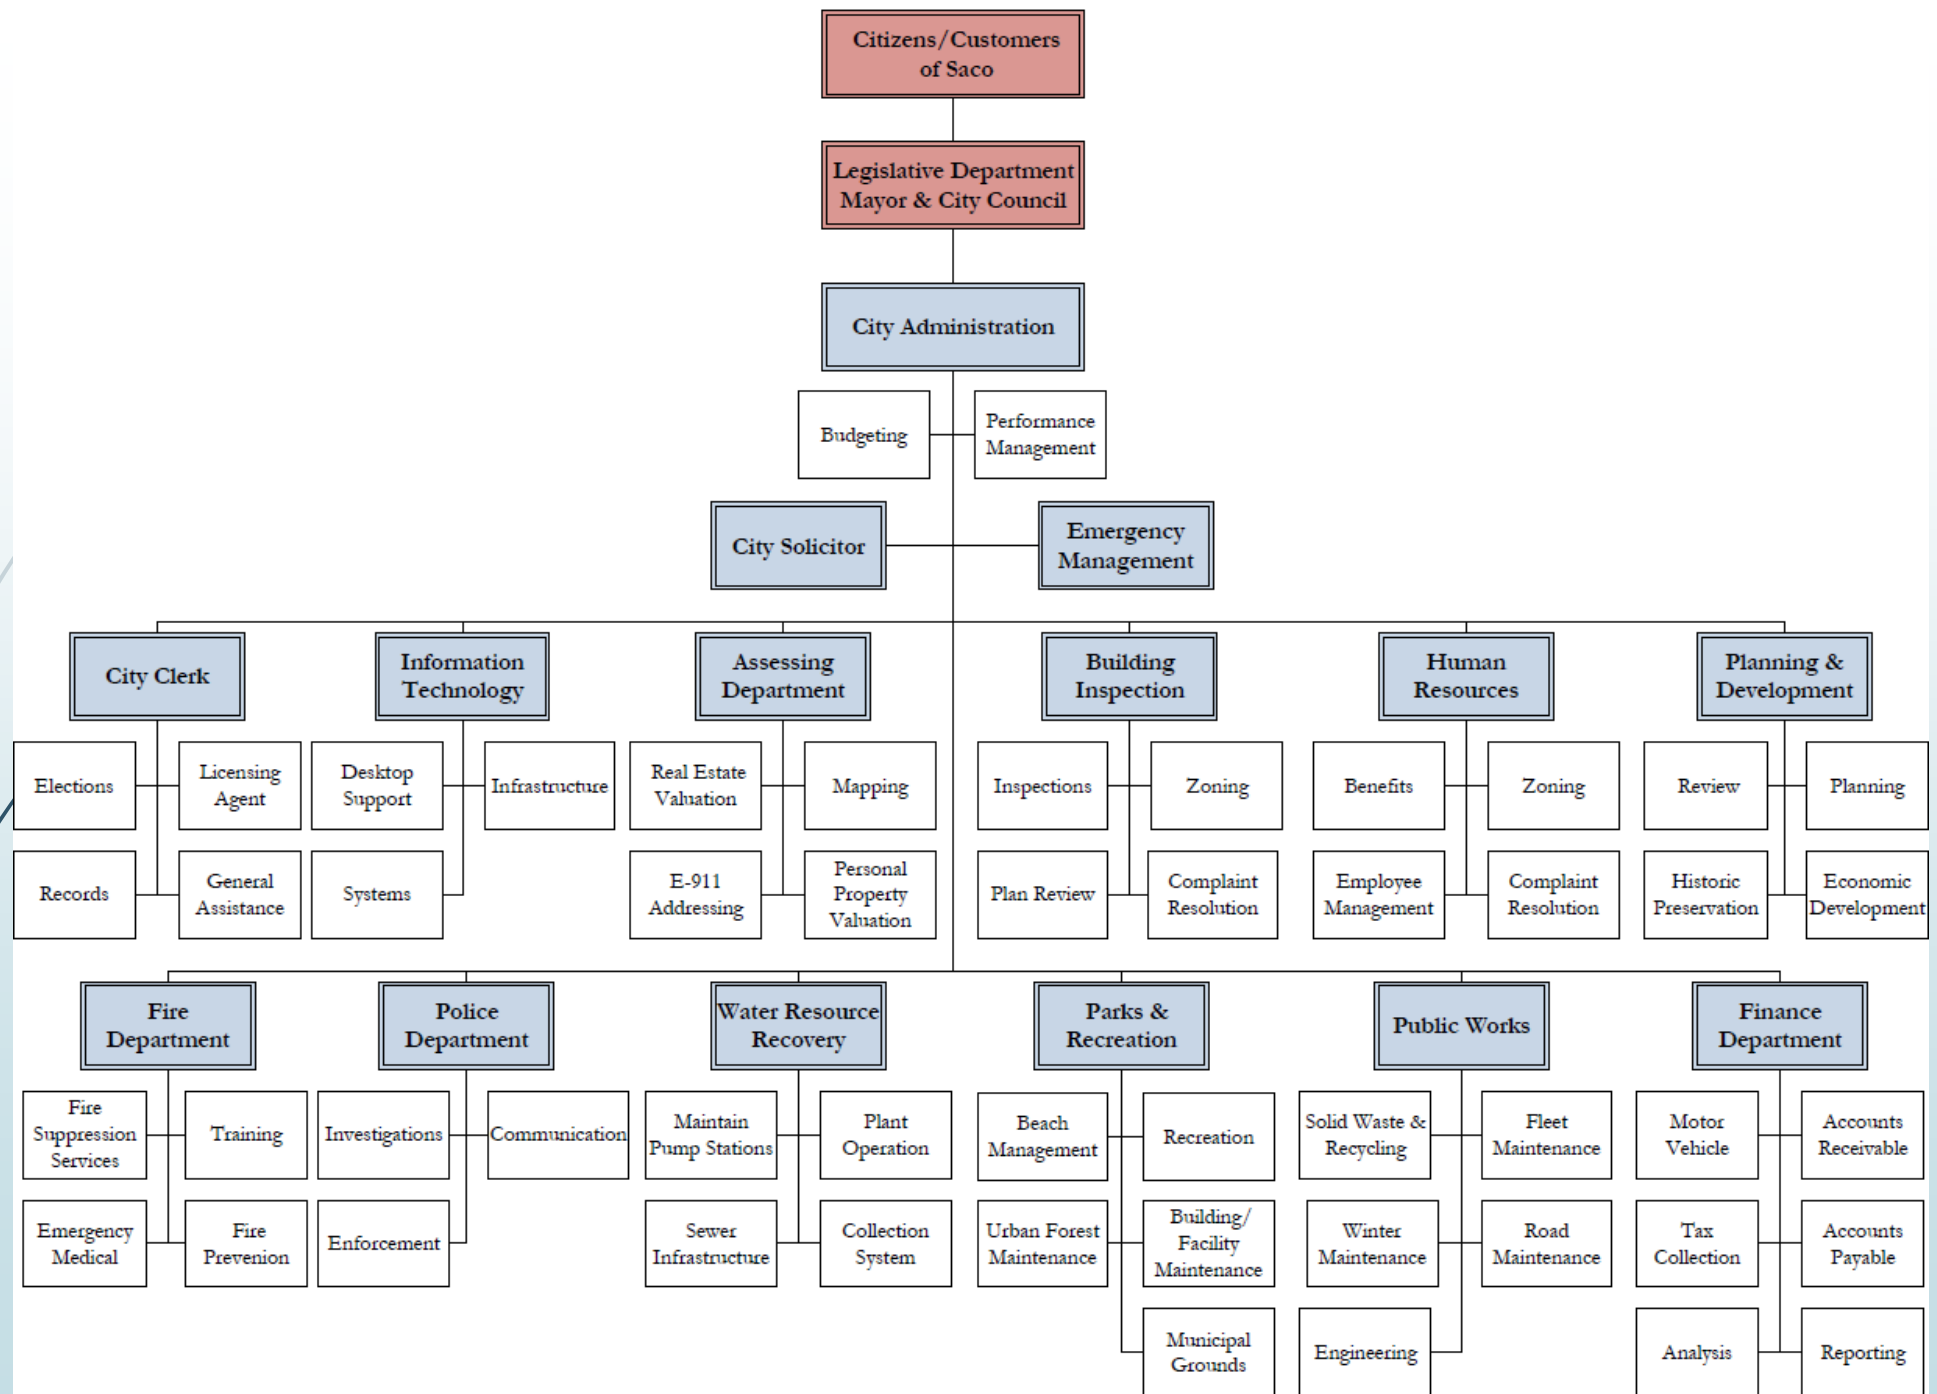 Citizens/Customers
of Saco
Legislative Department
Mayor & City Council
City Administration
Budgeting
Performance
Management
City Solicitor
Emergency
Management
City Clerk
Information
Technology
Assessing
Department
Building
Inspection
Human
Resources
Planning &
Development
Elections
Licensing
Agent
Desktop
Support
Infrastructure
Real Estate
Valuation
Mapping
Inspections
Zoning
Benefits
Zoning
Review
Planning
Records
General
Assistance
Systems
E-911
Addressing
Personal
Property
Valuation
Plan Review
Complaint
Resolution
Employee
Management
Complaint
Resolution
Historic
Preservation
Economic
Development
Fire
Department
Police
Department
Water Resource
Recovery
Parks &
Recreation
Public Works
Finance
Department
Fire
Suppression
Services
Training
Investigations
Communication
Maintain
Pump Stations
Plant
Operation
Beach
Management
Recreation
Solid Waste &
Recycling
Fleet
Maintenance
Motor
Vehicle
Accounts
Receivable
Emergency
Medical
Fire
Prevenion
Enforcement
Sewer
Infrastructure
Collection
System
Urban Forest
Maintenance
Building/
Facility
Maintenance
Winter
Maintenance
Road
Maintenance
Tax
Collection
Accounts
Payable
Municipal
Grounds
Engineering
Analysis
Reporting